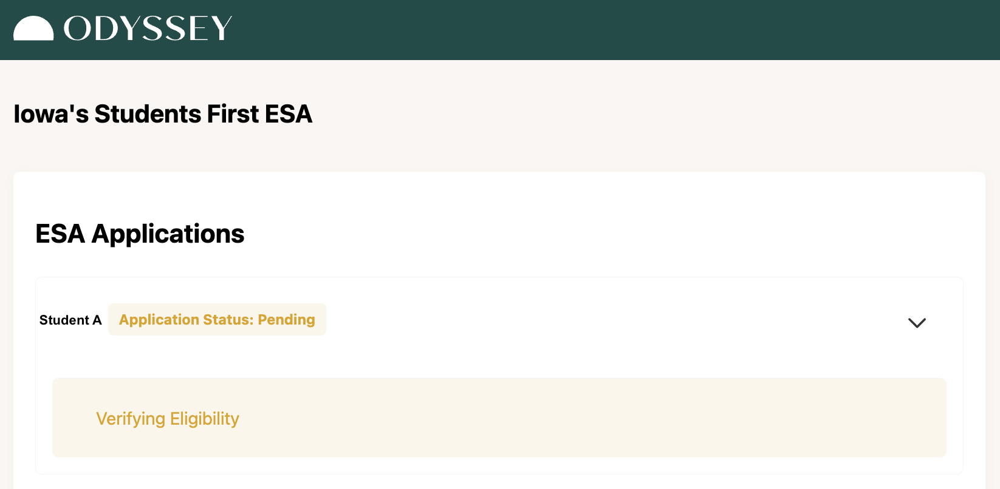 ODYSSEY
Iowa's Students First ESA
ESA Applications
Student A Application Status: Pending
Verifying Eligibility